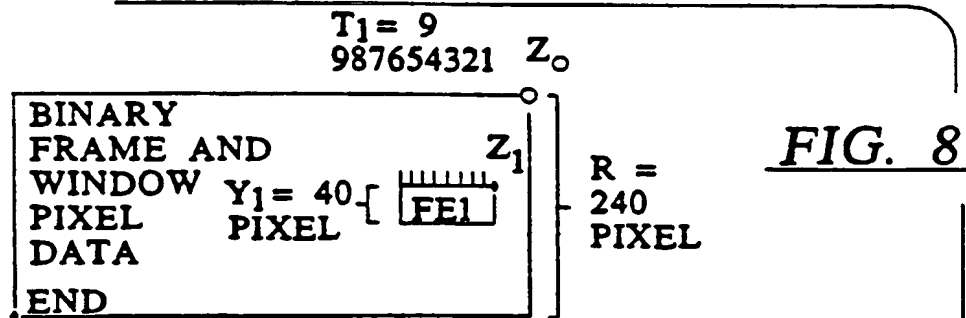 T1= 9
987654321 Zo
BINARY
FRAME AND
WINDOW
PIXEL
DATA
END
Z1
Y1= 40
PIXEL
FE1
R =
240
PIXEL
FIG. 8